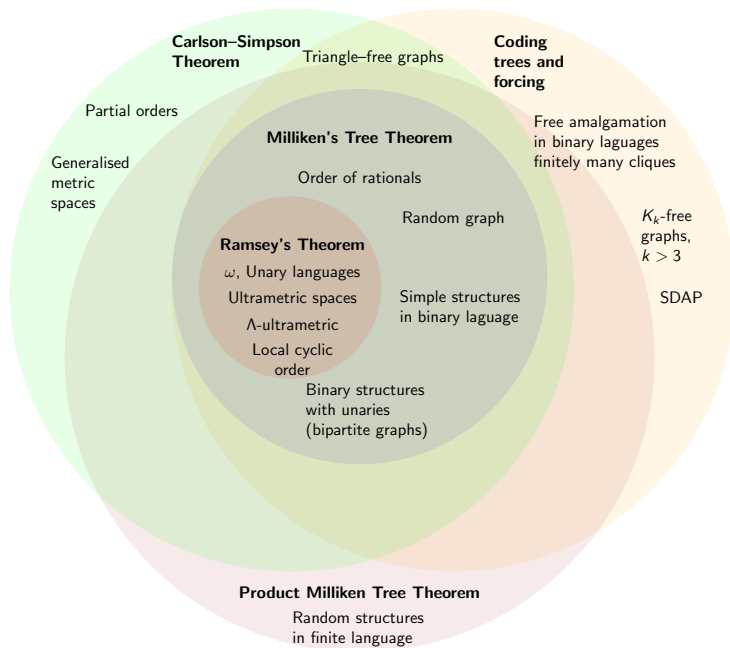 Carlson–Simpson
Theorem
Triangle–free graphs
Coding
trees and
forcing
Partial orders
Generalised
metric
spaces
Free amalgamation
in binary laguages
finitely many cliques
Milliken's Tree Theorem
Order of rationals
Random graph
K_k-free
graphs,
k > 3
SDAP
Ramsey's Theorem
ω, Unary languages
Ultrametric spaces
Λ-ultrametric
Local cyclic
order
Simple structures
in binary laguage
Binary structures
with unaries
(bipartite graphs)
Product Milliken Tree Theorem
Random structures
in finite language